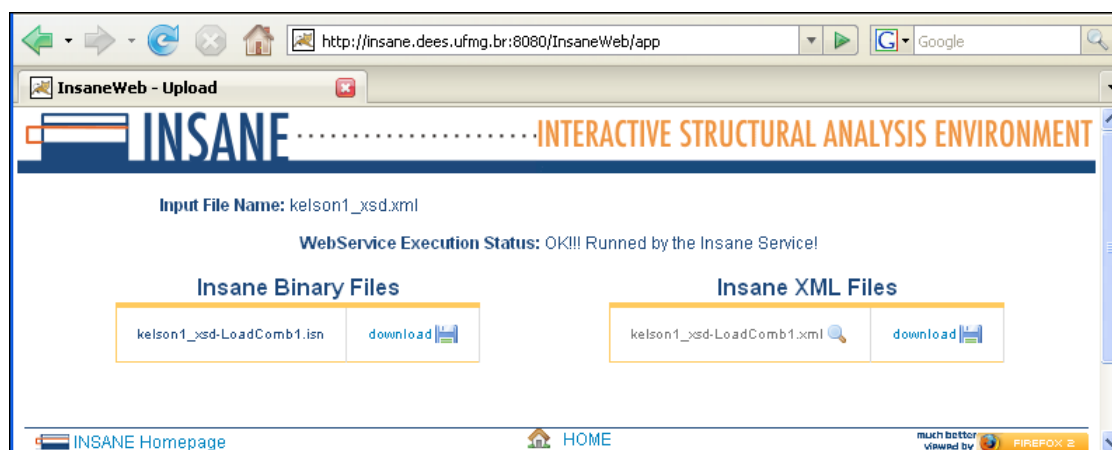 http://insane.dees.ufmg.br:8080/InsaneWeb/app
G Google
InsaneWeb - Upload
INSANE INTERACTIVE STRUCTURAL ANALYSIS ENVIRONMENT
Input File Name: kelson1_xsd.xml
WebService Execution Status: OK!!! Runned by the Insane Service!
Insane Binary Files
Insane XML Files
kelson1_xsd-LoadComb1.isn download
kelson1_xsd-LoadComb1.xml download
INSANE Homepage
HOME
much better
viewed by FIREFOX 2